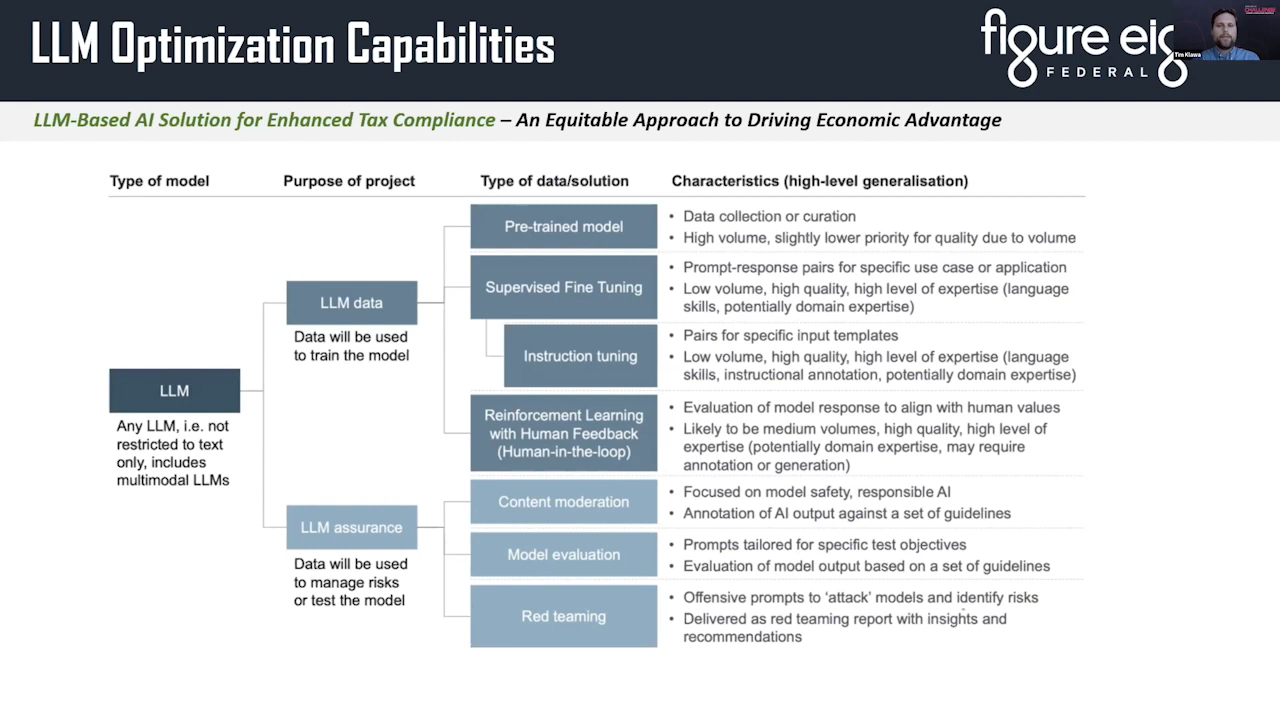 LLM Optimization Capabilities
figure eig
FEDERAL
CHALLENGE
Tim Klawa
LLM-Based AI Solution for Enhanced Tax Compliance – An Equitable Approach to Driving Economic Advantage
Type of model
Purpose of project
Type of data/solution
Characteristics (high-level generalisation)
LLM
Any LLM, i.e. not
restricted to text
only, includes
multimodal LLMs
LLM data
Data will be used
to train the model
Pre-trained model
• Data collection or curation
• High volume, slightly lower priority for quality due to volume
Supervised Fine Tuning
• Prompt-response pairs for specific use case or application
• Low volume, high quality, high level of expertise (language
skills, potentially domain expertise)
Instruction tuning
• Pairs for specific input templates
• Low volume, high quality, high level of expertise (language
skills, instructional annotation, potentially domain expertise)
Reinforcement Learning
with Human Feedback
(Human-in-the-loop)
• Evaluation of model response to align with human values
• Likely to be medium volumes, high quality, high level of
expertise (potentially domain expertise, may require
annotation or generation)
LLM assurance
Data will be used
to manage risks
or test the model
Content moderation
• Focused on model safety, responsible AI
• Annotation of AI output against a set of guidelines
Model evaluation
• Prompts tailored for specific test objectives
• Evaluation of model output based on a set of guidelines
Red teaming
• Offensive prompts to ‘attack’ models and identify risks
• Delivered as red teaming report with insights and
recommendations